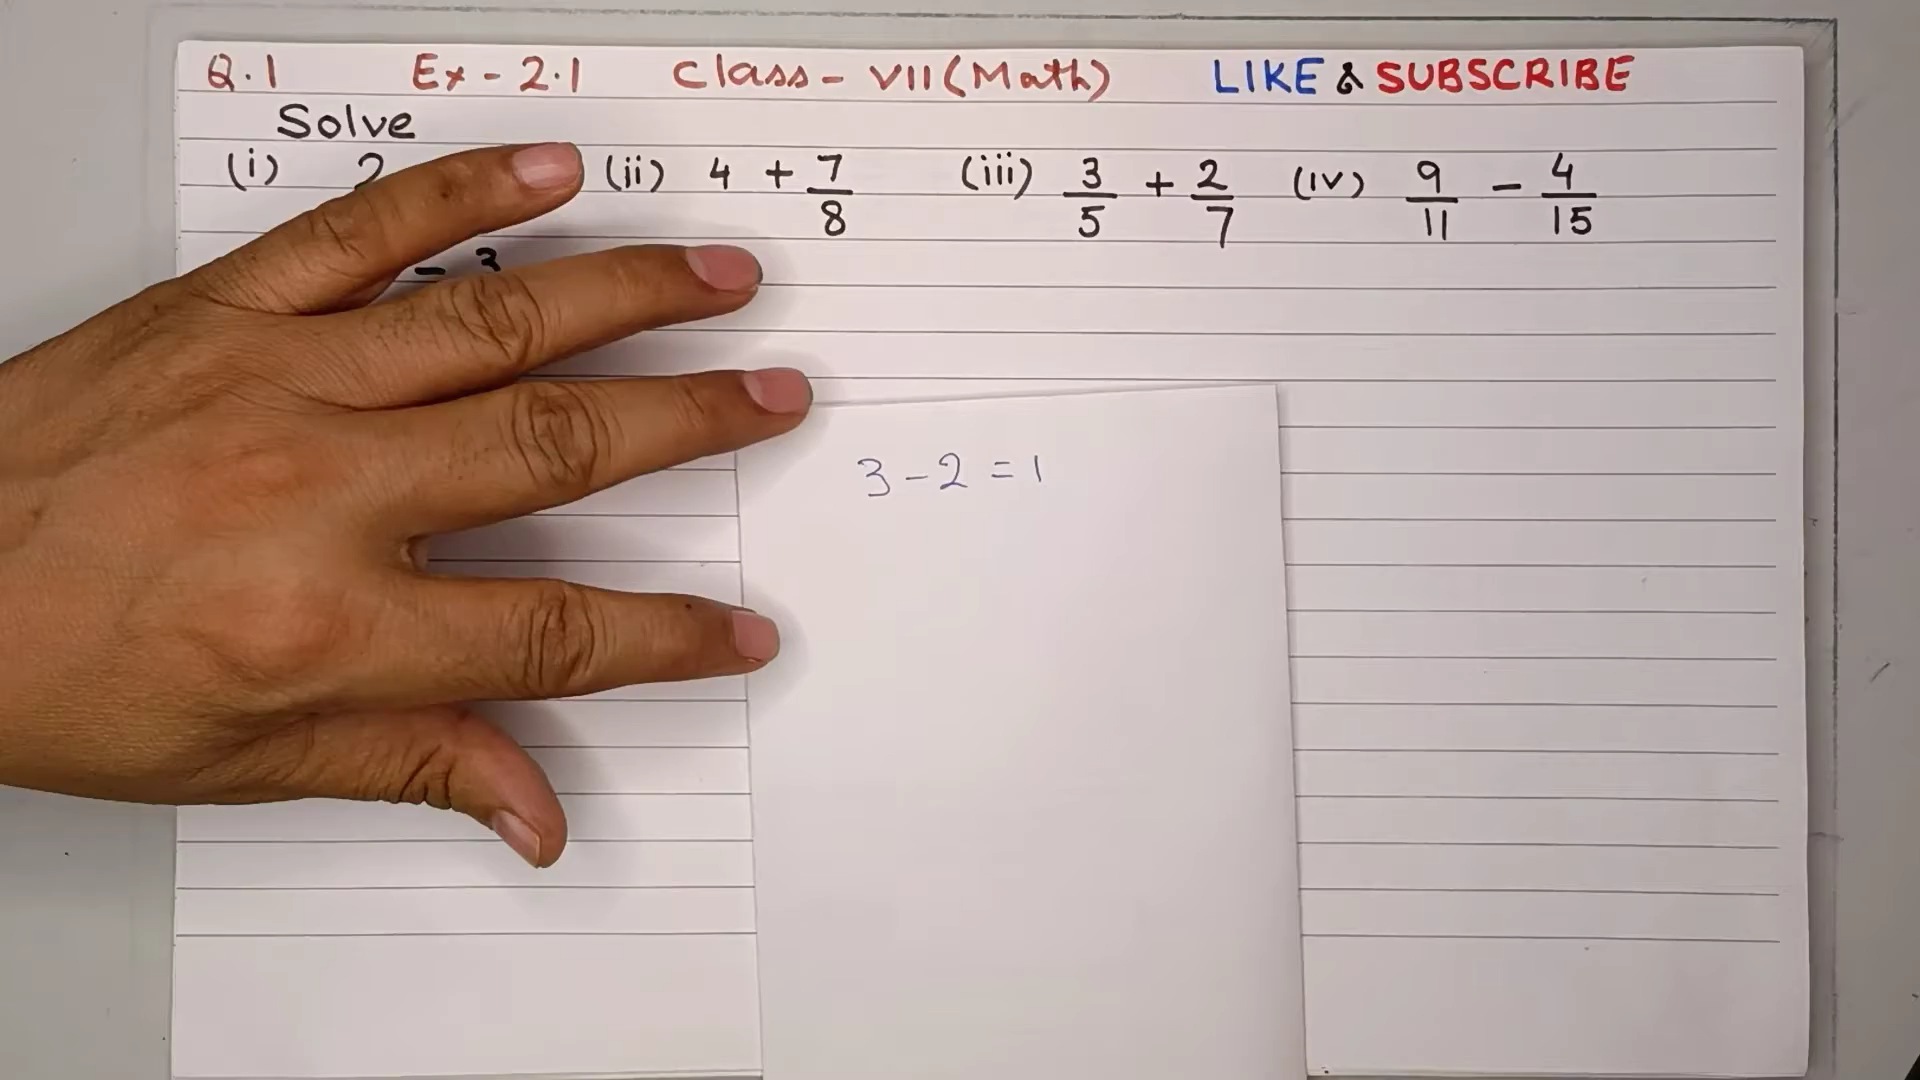 Q.1 Ex - 2.1 Class - VII (Math) LIKE & SUBSCRIBE
Solve
(i) 2 (ii) 4 + 7/8 (iii) 3/5 + 2/7 (iv) 9/11 - 4/15
- 3
3 - 2 = 1